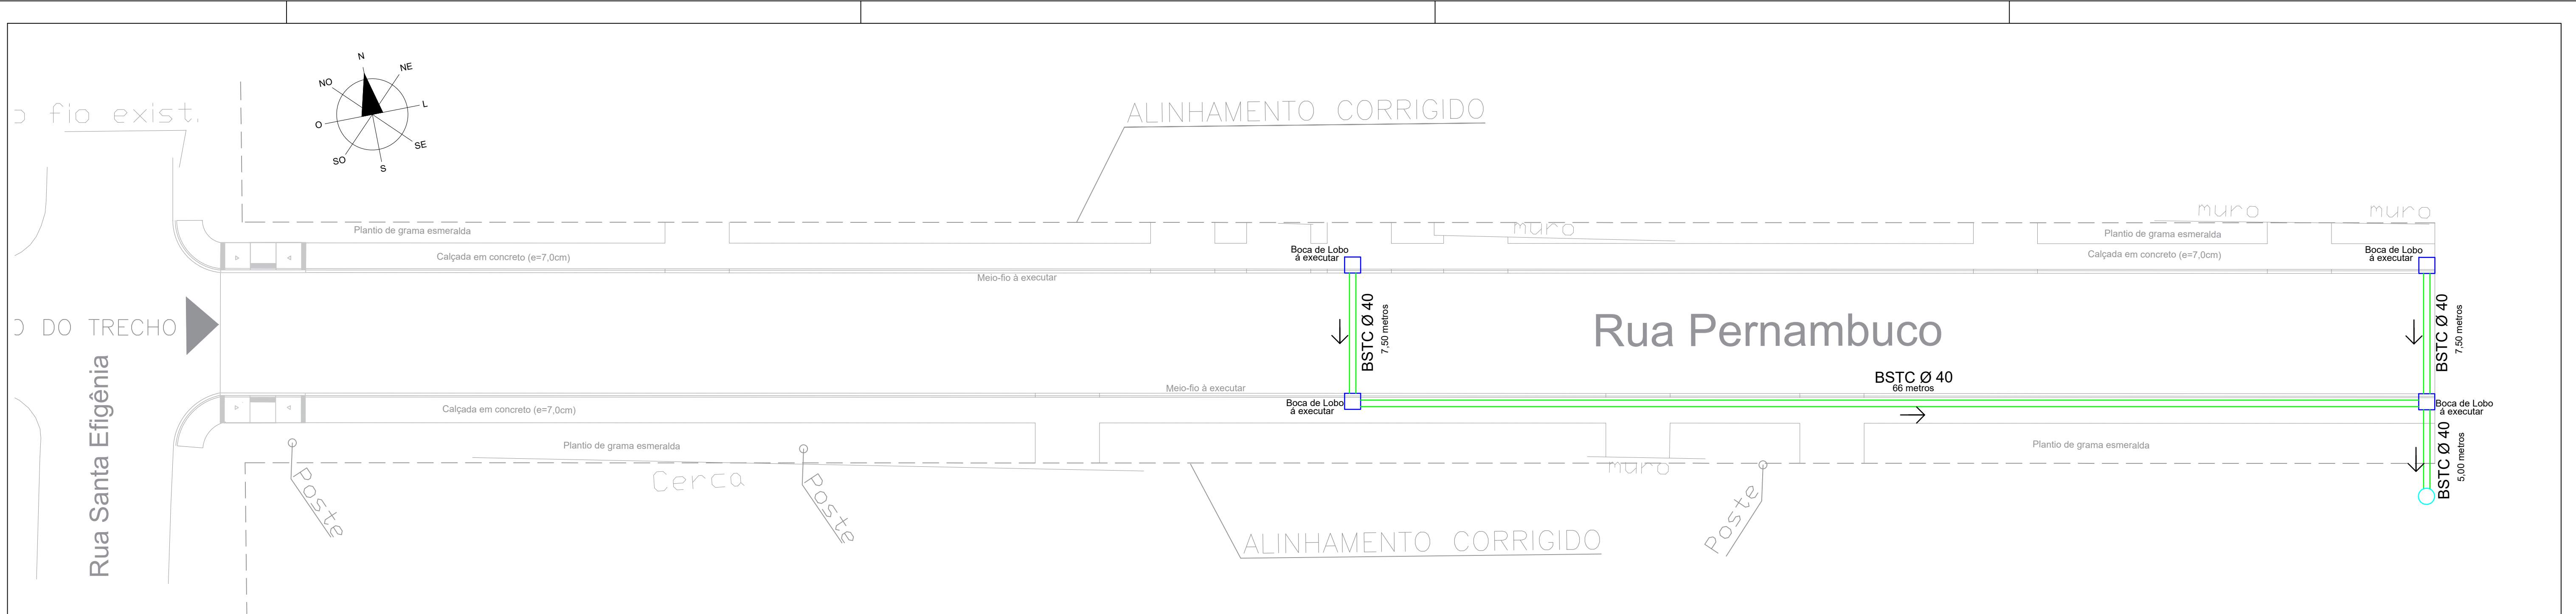 N
NO
NE
L
O
SO
SE
S
o fio exist.
ALINHAMENTO CORRIGIDO
muro
muro
muro
Plantio de grama esmeralda
Plantio de grama esmeralda
Boca de Lobo
á executar
Boca de Lobo
á executar
Calçada em concreto (e=7,0cm)
Calçada em concreto (e=7,0cm)
Meio-fio à executar
O DO TRECHO
Rua Santa Efigênia
BSTC Ø 40
7,50 metros
Rua Pernambuco
BSTC Ø 40
7,50 metros
Meio-fio à executar
BSTC Ø 40
66 metros
Calçada em concreto (e=7,0cm)
Boca de Lobo
á executar
Boca de Lobo
á executar
Plantio de grama esmeralda
Plantio de grama esmeralda
BSTC Ø 40
5,00 metros
Poste
Cerca
Poste
muro
Poste
ALINHAMENTO CORRIGIDO